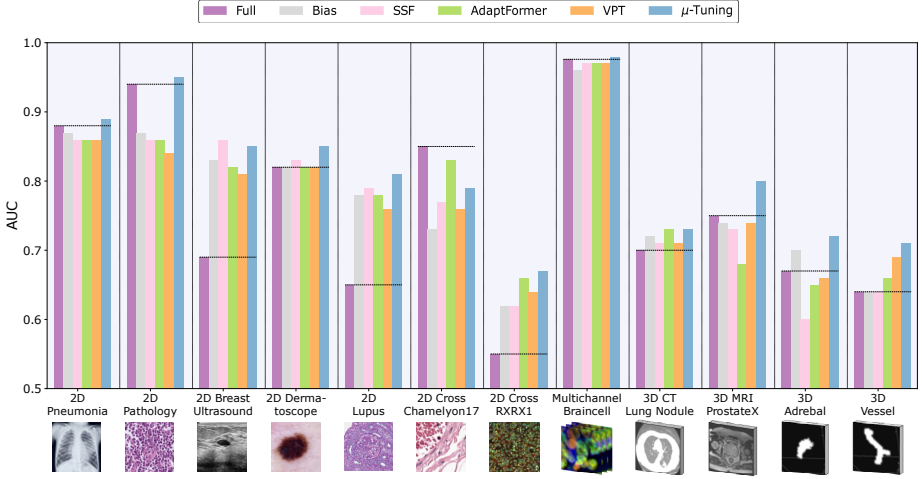 Full Bias SSF AdaptFormer VPT μ-Tuning
1.0
0.9
0.8
0.7
0.6
0.5
AUC
2D Pneumonia
2D Pathology
2D Breast Ultrasound
2D Derma-toscope
2D Lupus
2D Cross Chamelyon17
2D Cross RXRX1
Multichannel Braincell
3D CT Lung Nodule
3D MRI ProstateX
3D Adrebal
3D Vessel